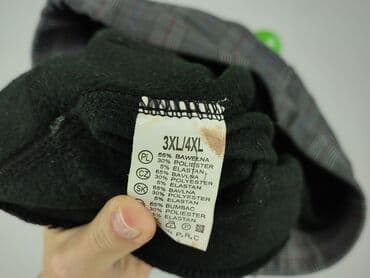 3XL/4XL
PL 65% BAWEŁNA
30% POLIESTER
5% ELASTAN
CZ 65% BAVLNA
30% POLYESTER
5% ELASTAN
SK 65% BAVLNA
30% POLYESTER
5% ELASTAN
65% BUMBAC
30% POLIESTER
ELASTAN
P.R.C